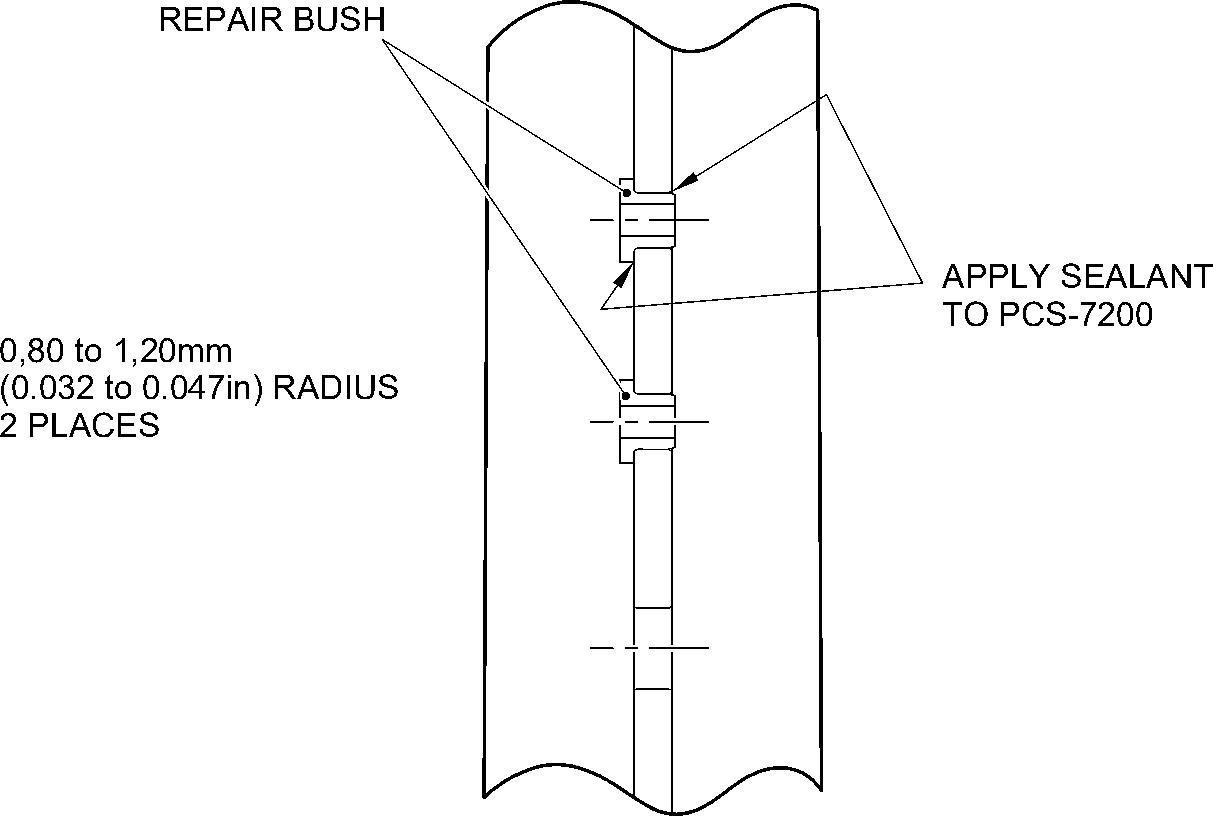 REPAIR BUSH
APPLY SEALANT
TO PCS-7200
0,80 to 1,20mm
(0.032 to 0.047in) RADIUS
2 PLACES